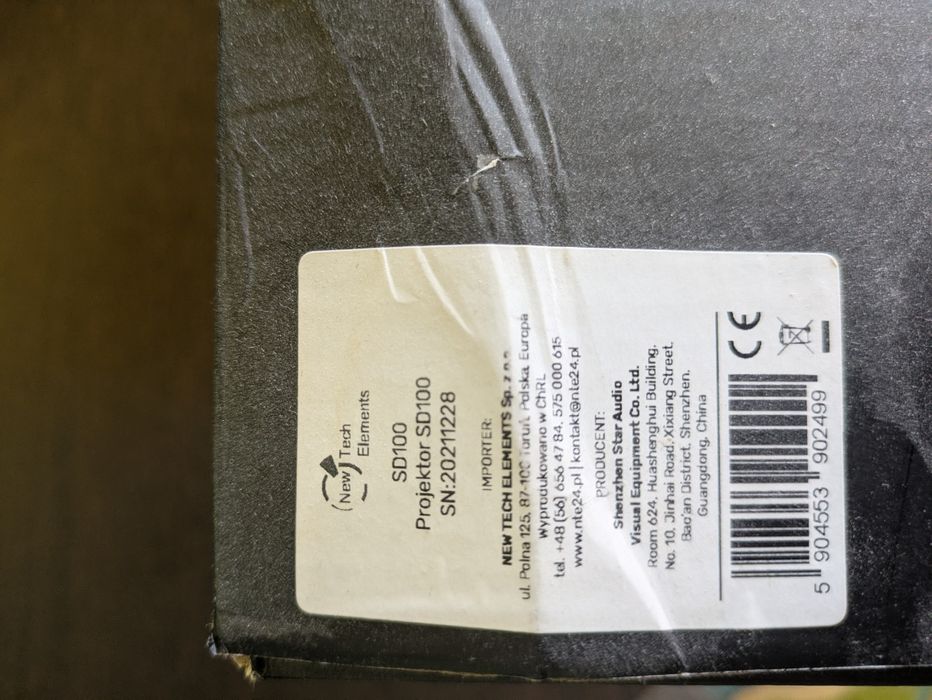 New Tech
Elements
SD100
Projektor SD100
SN:20211228
IMPORTER:
NEW TECH ELEMENTS Sp. z o.o.
ul. Polna 125, 87-100 Toruń, Polska, Europa
Wyprodukowano w ChRL
tel. +48 (56) 656 47 84, 575 000 615
www.nte24.pl | kontakt@nte24.pl
PRODUCENT:
Shenzhen Star Audio
Visual Equipment Co. Ltd.
Room 624, Huashenghui Building,
No. 10, Jinhai Road, Xixiang Street,
Bao'an District, Shenzhen,
Guangdong, China
CE
5 904553 902499